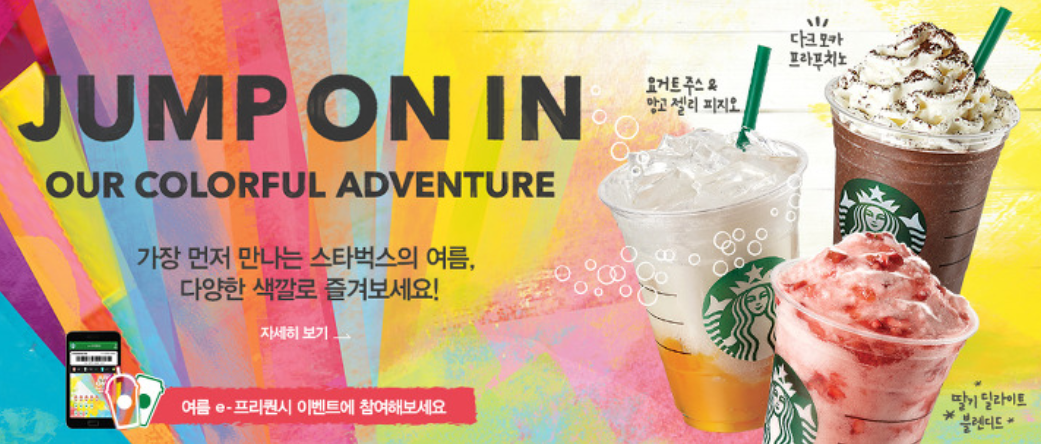 JUMP ON IN
OUR COLORFUL ADVENTURE
가장 먼저 만나는 스타벅스의 여름,
다양한 색깔로 즐겨보세요!
자세히 보기
여름 e-프리퀀시 이벤트에 참여해보세요
요거트 주스 &
망고 젤리 피지오
다크 모카
프라푸치노
딸기 딜라이트
블렌디드